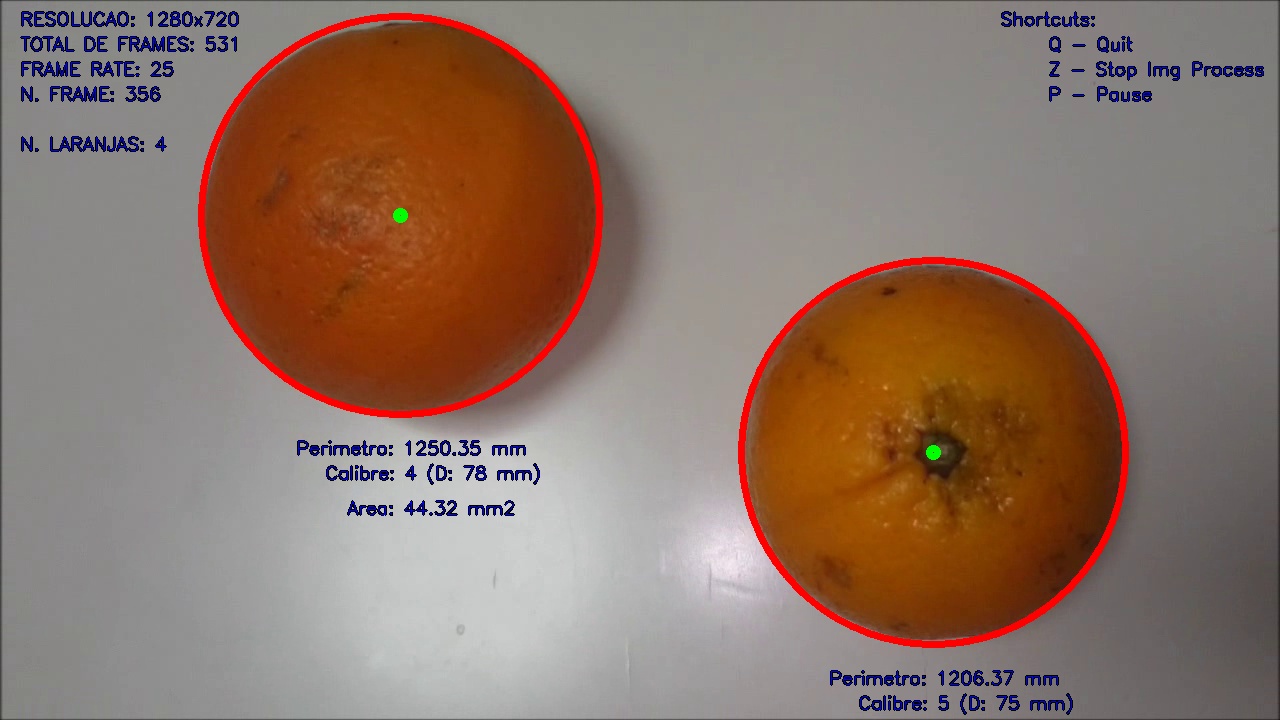 RESOLUCAO: 1280x720
TOTAL DE FRAMES: 531
FRAME RATE: 25
N. FRAME: 356
N. LARANJAS: 4
Shortcuts:
Q - Quit
Z - Stop Img Process
P - Pause
Perimetro: 1250.35 mm
Calibre: 4 (D: 78 mm)
Area: 44.32 mm2
Perimetro: 1206.37 mm
Calibre: 5 (D: 75 mm)